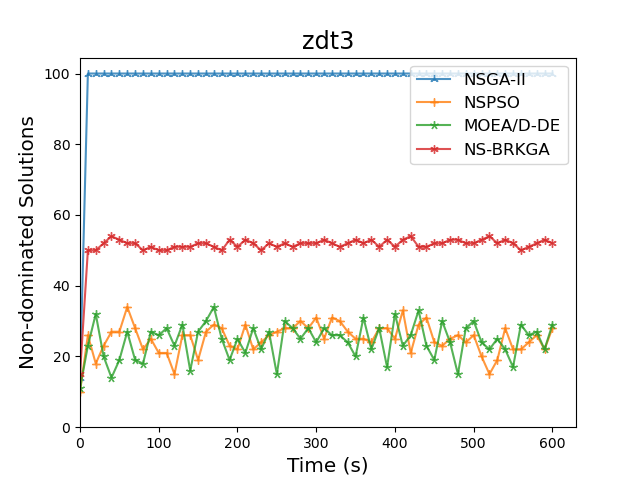 zdt3
NSGA-II
NSPSO
MOEA/D-DE
NS-BRKGA
Non-dominated Solutions
100
80
60
40
20
0
0 100 200 300 400 500 600
Time (s)